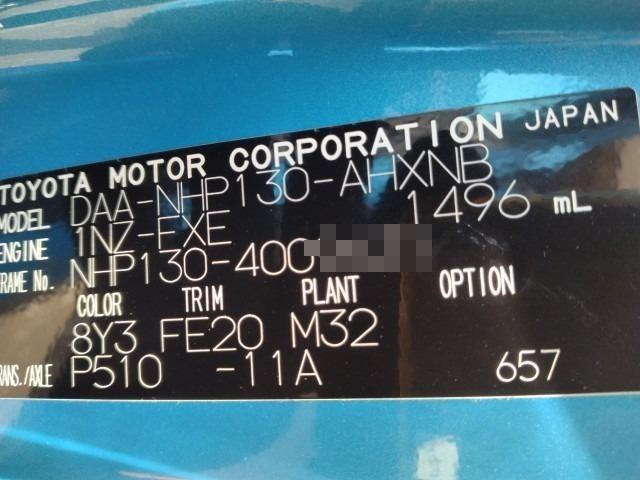 TOYOTA MOTOR CORPORATION JAPAN
MODEL DAA-NHP130-AHXNB
ENGINE 1NZ-FXE 1496 mL
FRAME No. NHP130-400
COLOR TRIM PLANT OPTION
8Y3 FE20 M32
RANS./AXLE P510 -11A 657